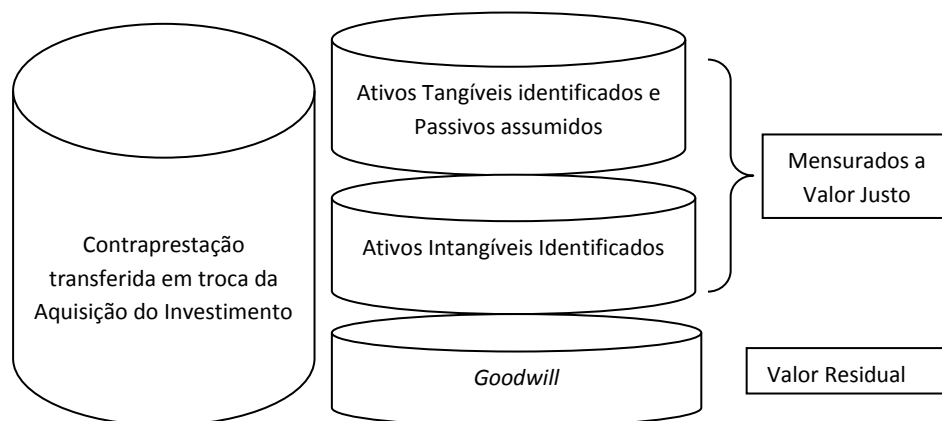 Contraprestação
transferida em troca da
Aquisição do Investimento
Ativos Tangíveis identificados e
Passivos assumidos
Ativos Intangíveis Identificados
Goodwill
Mensurados a
Valor Justo
Valor Residual